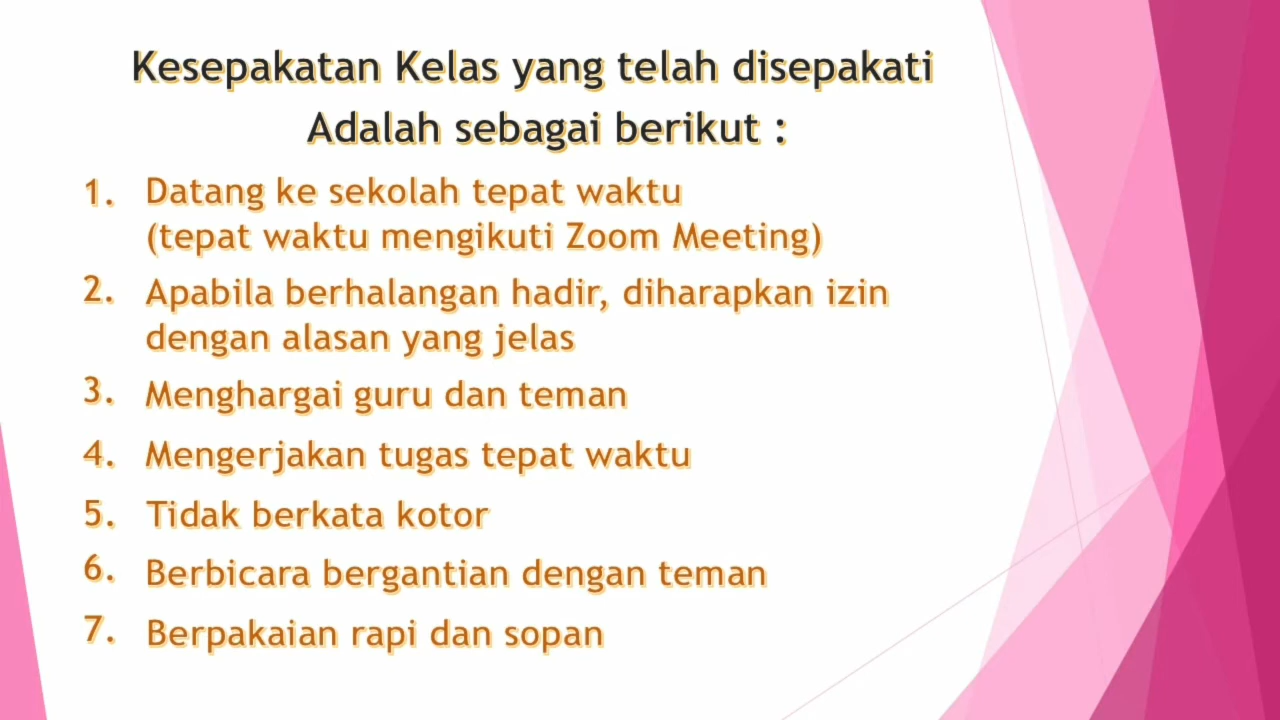 Kesepakatan Kelas yang telah disepakati
Adalah sebagai berikut :
1. Datang ke sekolah tepat waktu
(tepat waktu mengikuti Zoom Meeting)
2. Apabila berhalangan hadir, diharapkan izin
dengan alasan yang jelas
3. Menghargai guru dan teman
4. Mengerjakan tugas tepat waktu
5. Tidak berkata kotor
6. Berbicara bergantian dengan teman
7. Berpakaian rapi dan sopan